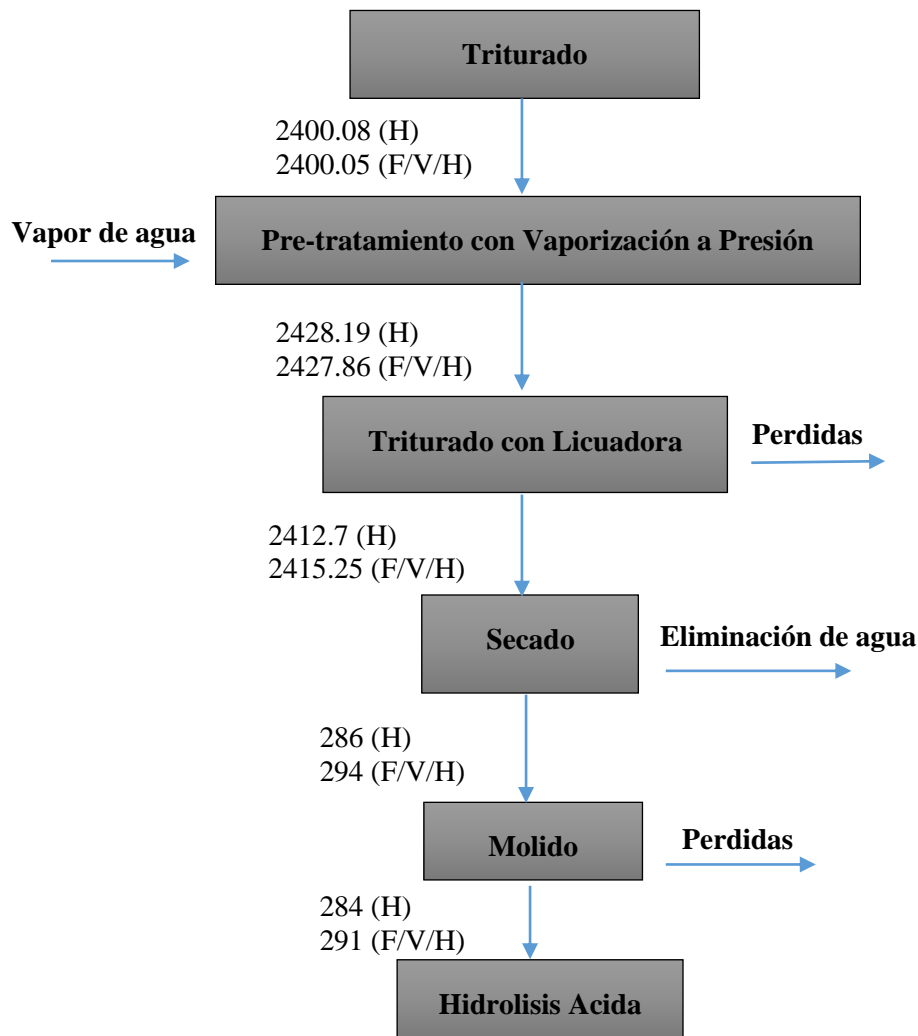 Triturado
2400.08 (H)
2400.05 (F/V/H)
Vapor de agua
Pre-tratamiento con Vaporización a Presión
2428.19 (H)
2427.86 (F/V/H)
Triturado con Licuadora
Perdidas
2412.7 (H)
2415.25 (F/V/H)
Secado
Eliminación de agua
286 (H)
294 (F/V/H)
Molido
Perdidas
284 (H)
291 (F/V/H)
Hidrolisis Acida